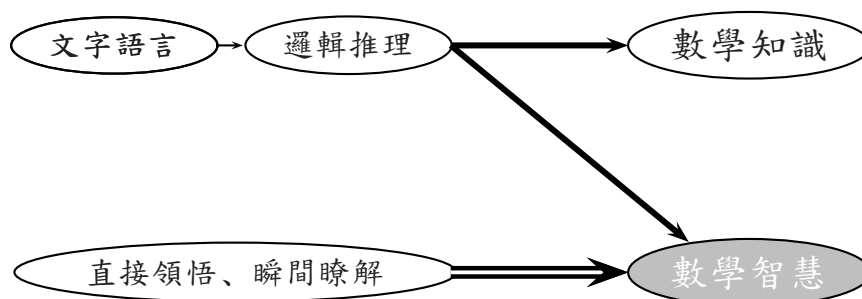 文字語言
邏輯推理
數學知識
直接領悟、瞬間瞭解
數學智慧